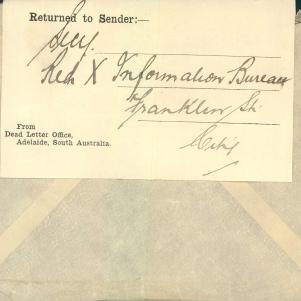 Returned to Sender:—
Secy.
Red X Information Bureau
Franklin St.
City
From
Dead Letter Office,
Adelaide, South Australia.